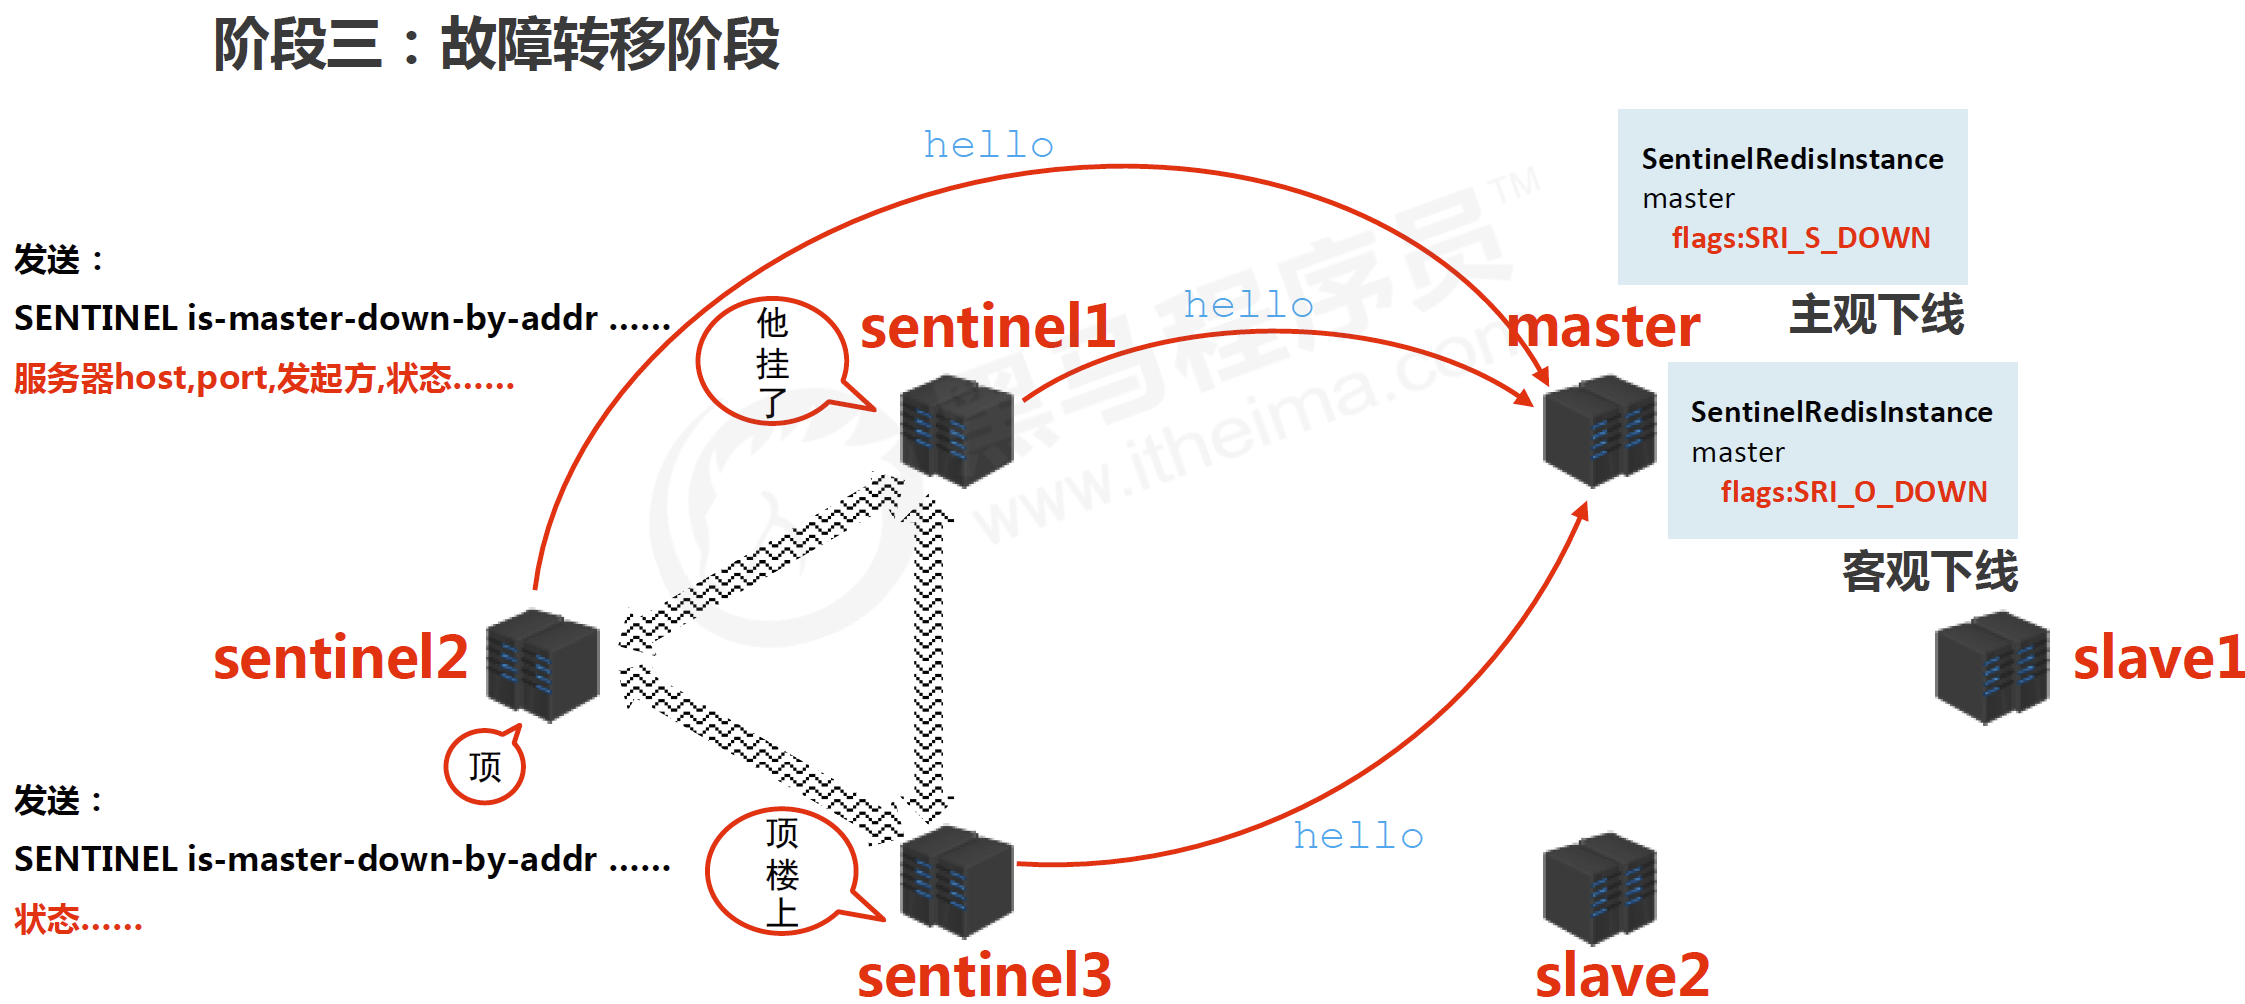 阶段三：故障转移阶段
hello
SentinelRedisInstance
master
flags:SRI_S_DOWN
主观下线
发送：
SENTINEL is-master-down-by-addr ......
服务器host,port,发起方,状态......
他
挂
了
sentinel1
hello
master
SentinelRedisInstance
master
flags:SRI_O_DOWN
客观下线
黑马程序员™
www.itheima.com
sentinel2
slave1
顶
发送：
SENTINEL is-master-down-by-addr ......
状态......
顶
楼
上
hello
sentinel3
slave2